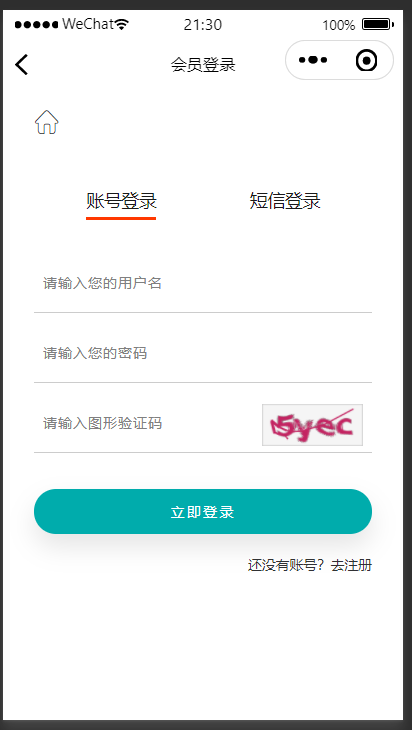 WeChat 21:30 100%
会员登录
账号登录 短信登录
请输入您的用户名
请输入您的密码
请输入图形验证码 5yec
立即登录
还没有账号？去注册